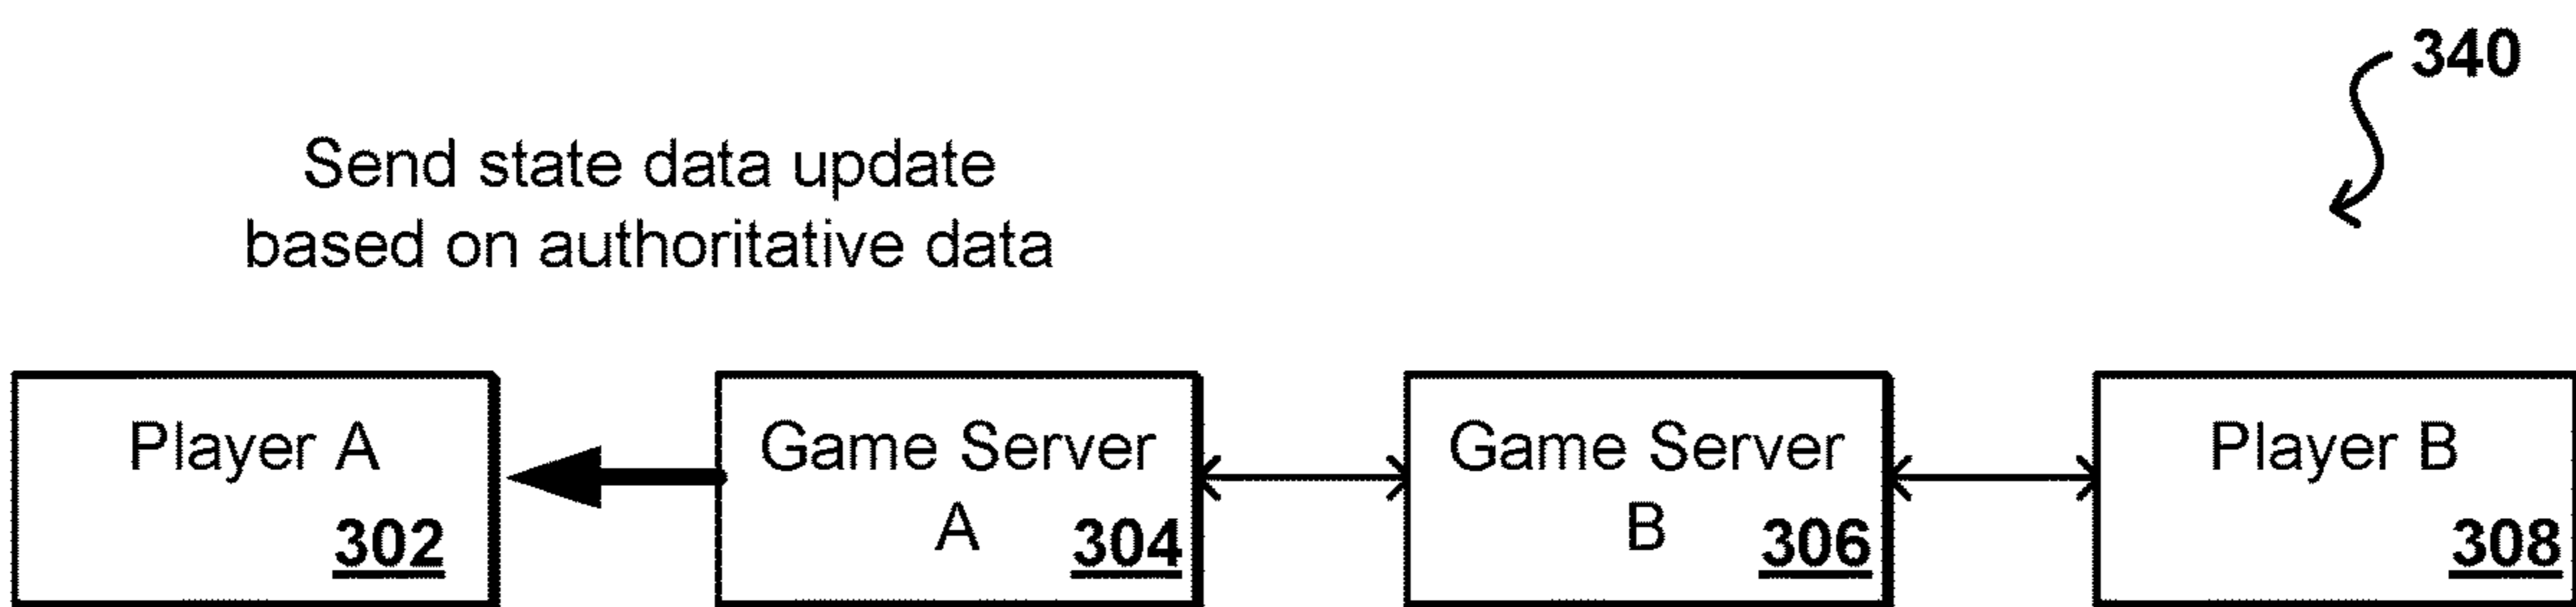 340
Send state data update
based on authoritative data
Player A
302
Game Server
A 304
Game Server
B 306
Player B
308